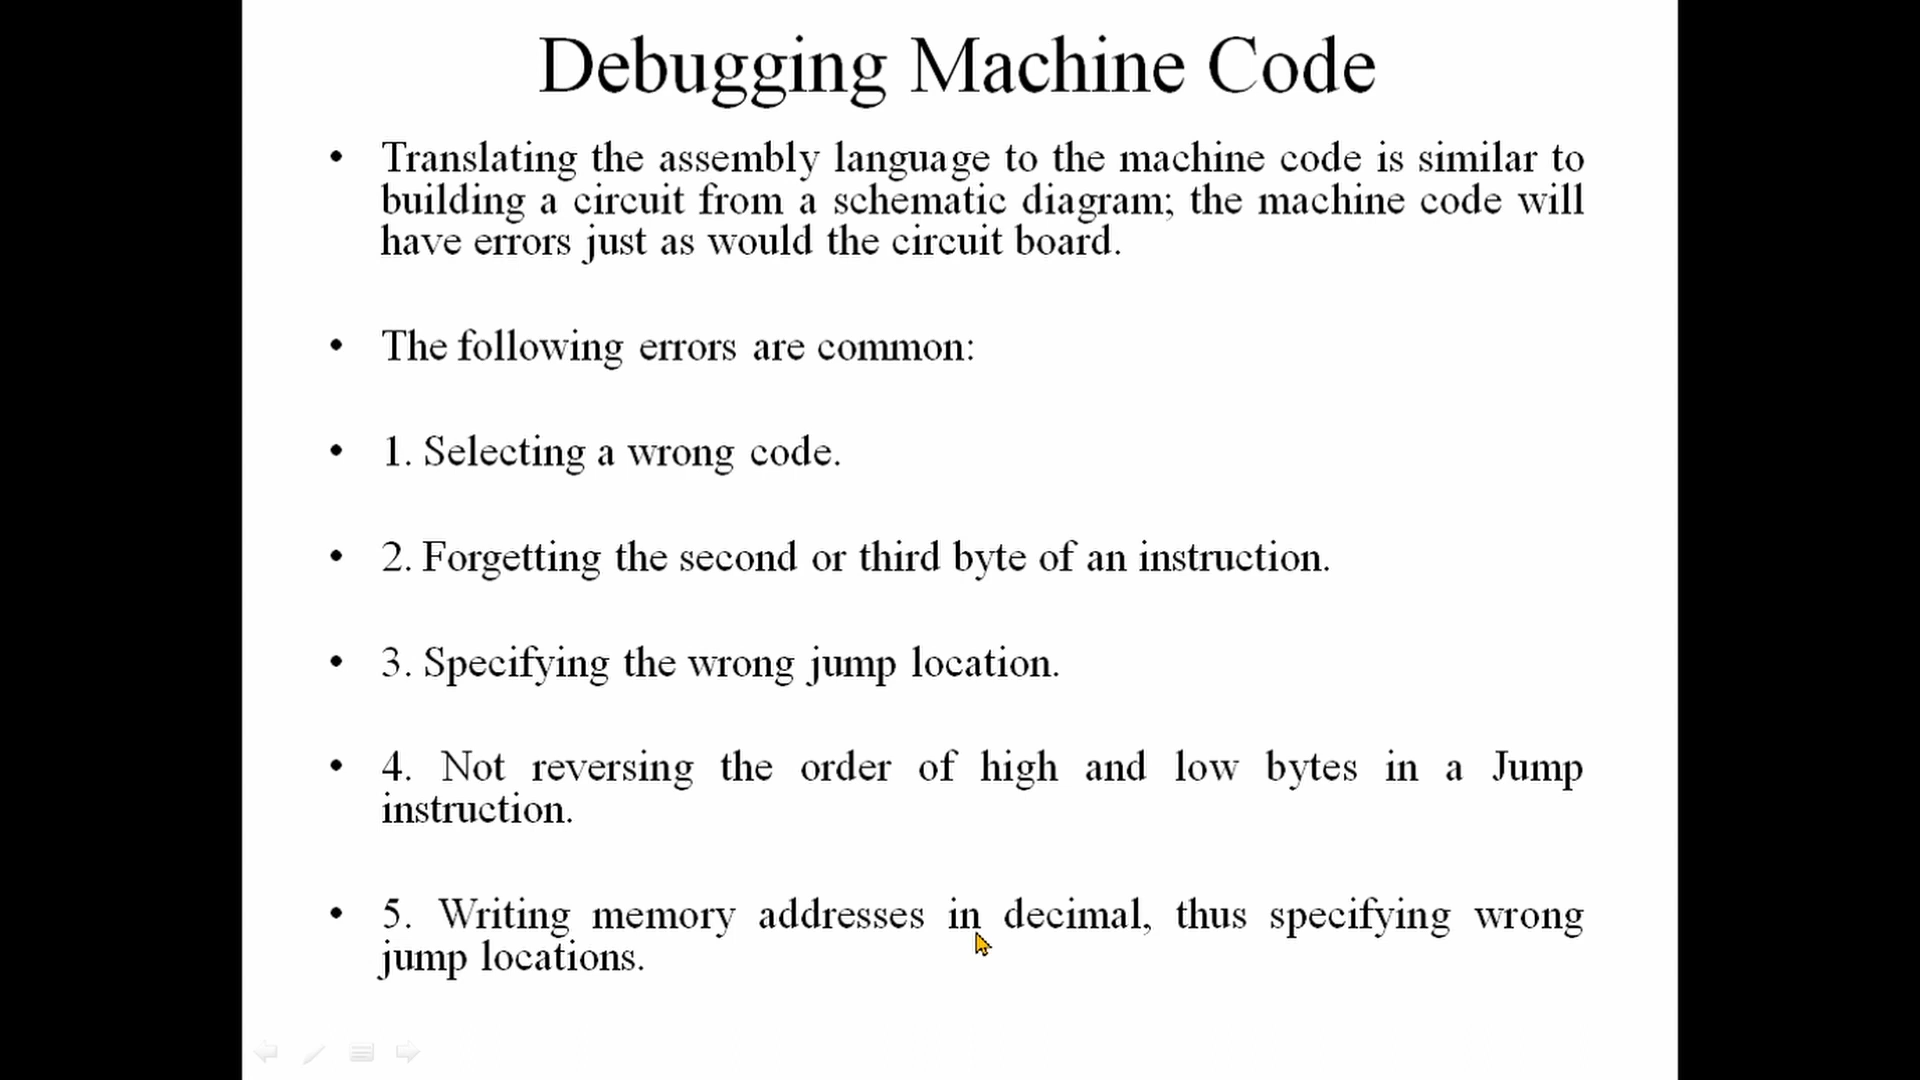 Debugging Machine Code
• Translating the assembly language to the machine code is similar to
building a circuit from a schematic diagram; the machine code will
have errors just as would the circuit board.
• The following errors are common:
• 1. Selecting a wrong code.
• 2. Forgetting the second or third byte of an instruction.
• 3. Specifying the wrong jump location.
• 4. Not reversing the order of high and low bytes in a Jump
instruction.
• 5. Writing memory addresses in decimal, thus specifying wrong
jump locations.